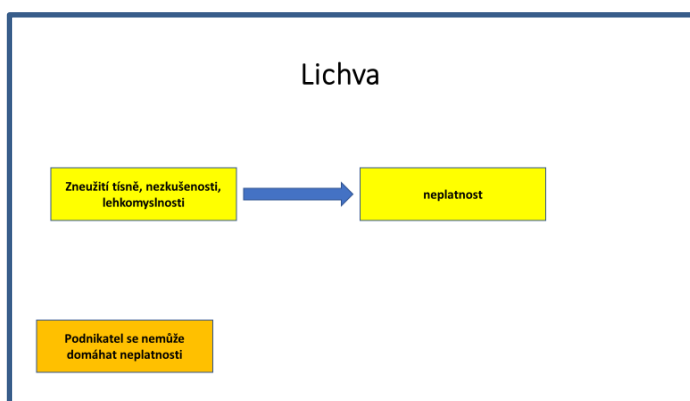 Lichva
Zneužití tísně, nezkušenosti,
lehkomyslnosti
neplatnost
Podnikatel se nemůže
domáhat neplatnosti